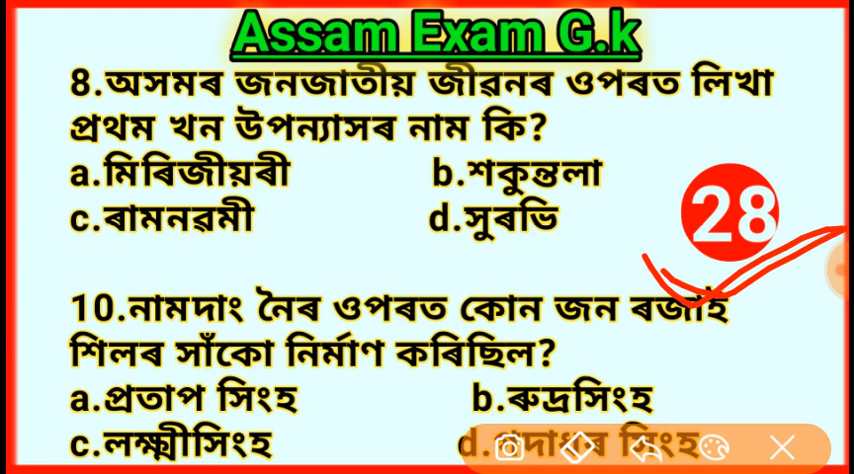 Assam Exam G.k
8.অসমৰ জনজাতীয় জীৱনৰ ওপৰত লিখা
প্ৰথম খন উপন্যাসৰ নাম কি?
a.মিৰিজীয়ৰী b.শকুন্তলা
c.ৰামনৱমী d.সুৰভি
28
10.নামদাং নৈৰ ওপৰত কোন জন ৰজাই
শিলৰ সাঁকো নিৰ্মাণ কৰিছিল?
a.প্ৰতাপ সিংহ b.ৰুদ্ৰসিংহ
c.লক্ষ্মীসিংহ d. সিংহ